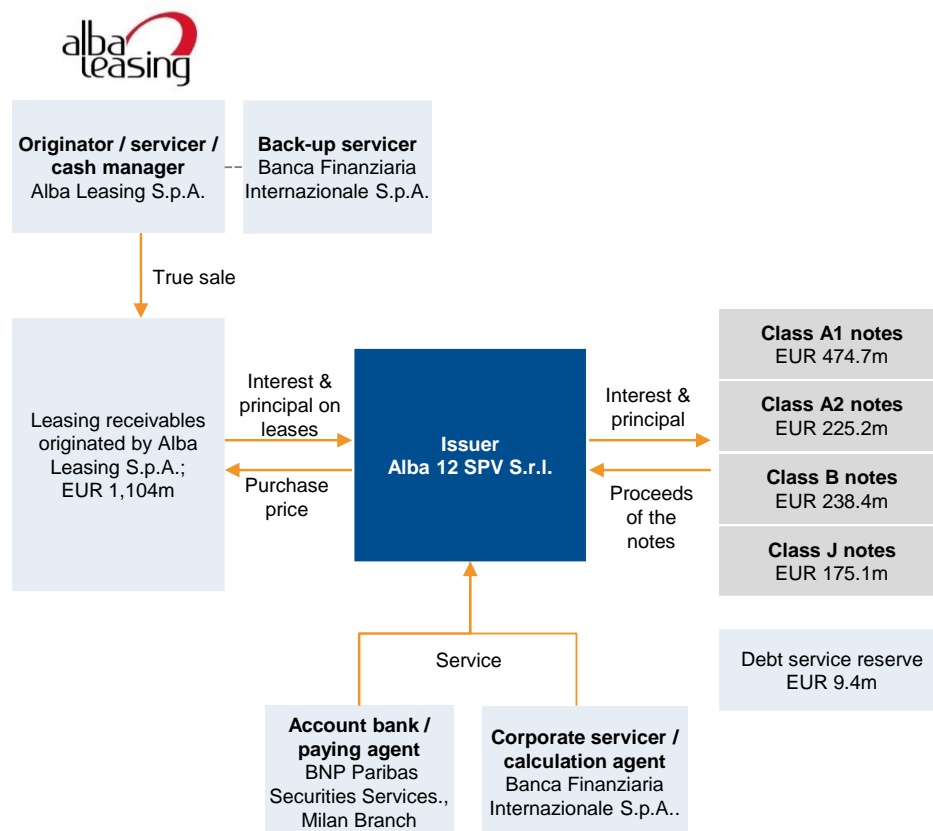 alba
leasing
Originator / servicer /
cash manager
Alba Leasing S.p.A.
Back-up servicer
Banca Finanziaria
Internazionale S.p.A.
True sale
Leasing receivables
originated by Alba
Leasing S.p.A.;
EUR 1,104m
Interest &
principal on
leases
Purchase
price
Issuer
Alba 12 SPV S.r.l.
Interest &
principal
Proceeds
of the
notes
Class A1 notes
EUR 474.7m
Class A2 notes
EUR 225.2m
Class B notes
EUR 238.4m
Class J notes
EUR 175.1m
Debt service reserve
EUR 9.4m
Service
Account bank /
paying agent
BNP Paribas
Securities Services.,
Milan Branch
Corporate servicer /
calculation agent
Banca Finanziaria
Internazionale S.p.A..